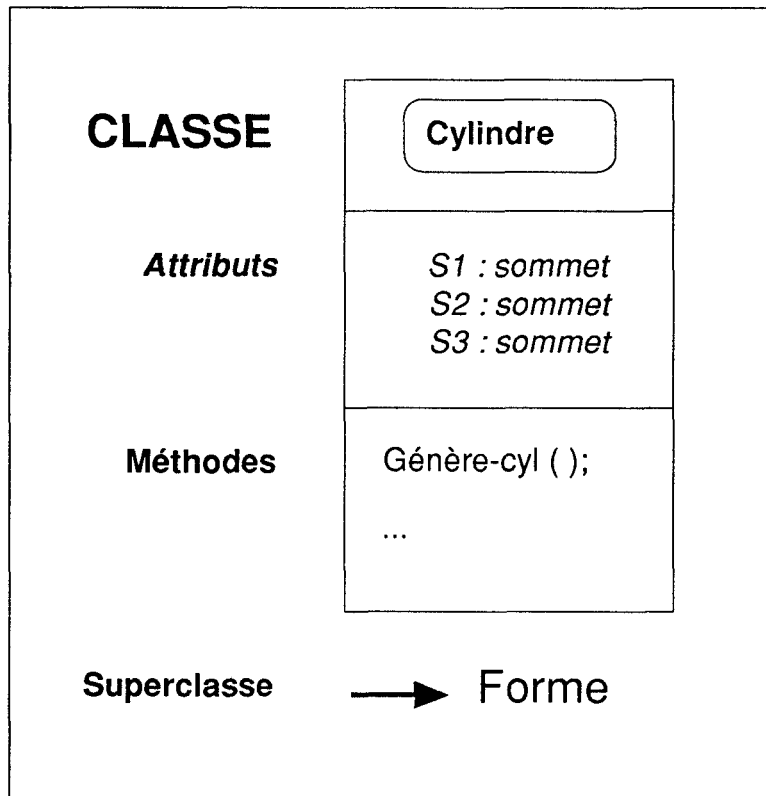 CLASSE Cylindre
Attributs S1 : sommet
S2 : sommet
S3 : sommet
Méthodes Génère-cyl ( );
...
Superclasse Forme